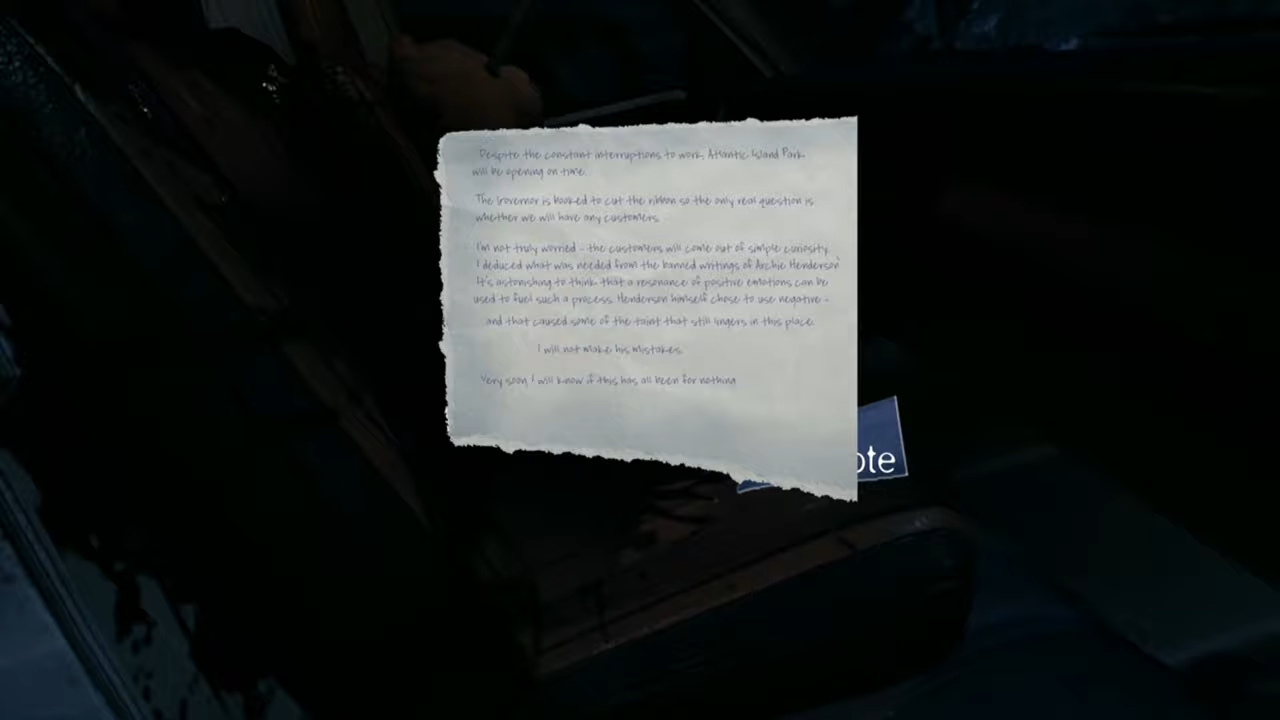 Despite the constant interruptions to work, Atlantic Island Park
will be opening on time.
The Governor is booked to cut the ribbon so the only real question is
whether we will have any customers.
I'm not truly worried - the customers will come out of simple curiosity.
I deduced what was needed from the banned writings of Archie Henderson
It's astonishing to think that a resonance of positive emotions can be
used to fuel such a process. Henderson himself chose to use negative -
and that caused some of the taint that still lingers in this place.
I will not make his mistakes.
Very soon, I will know if this has all been for nothing
ote